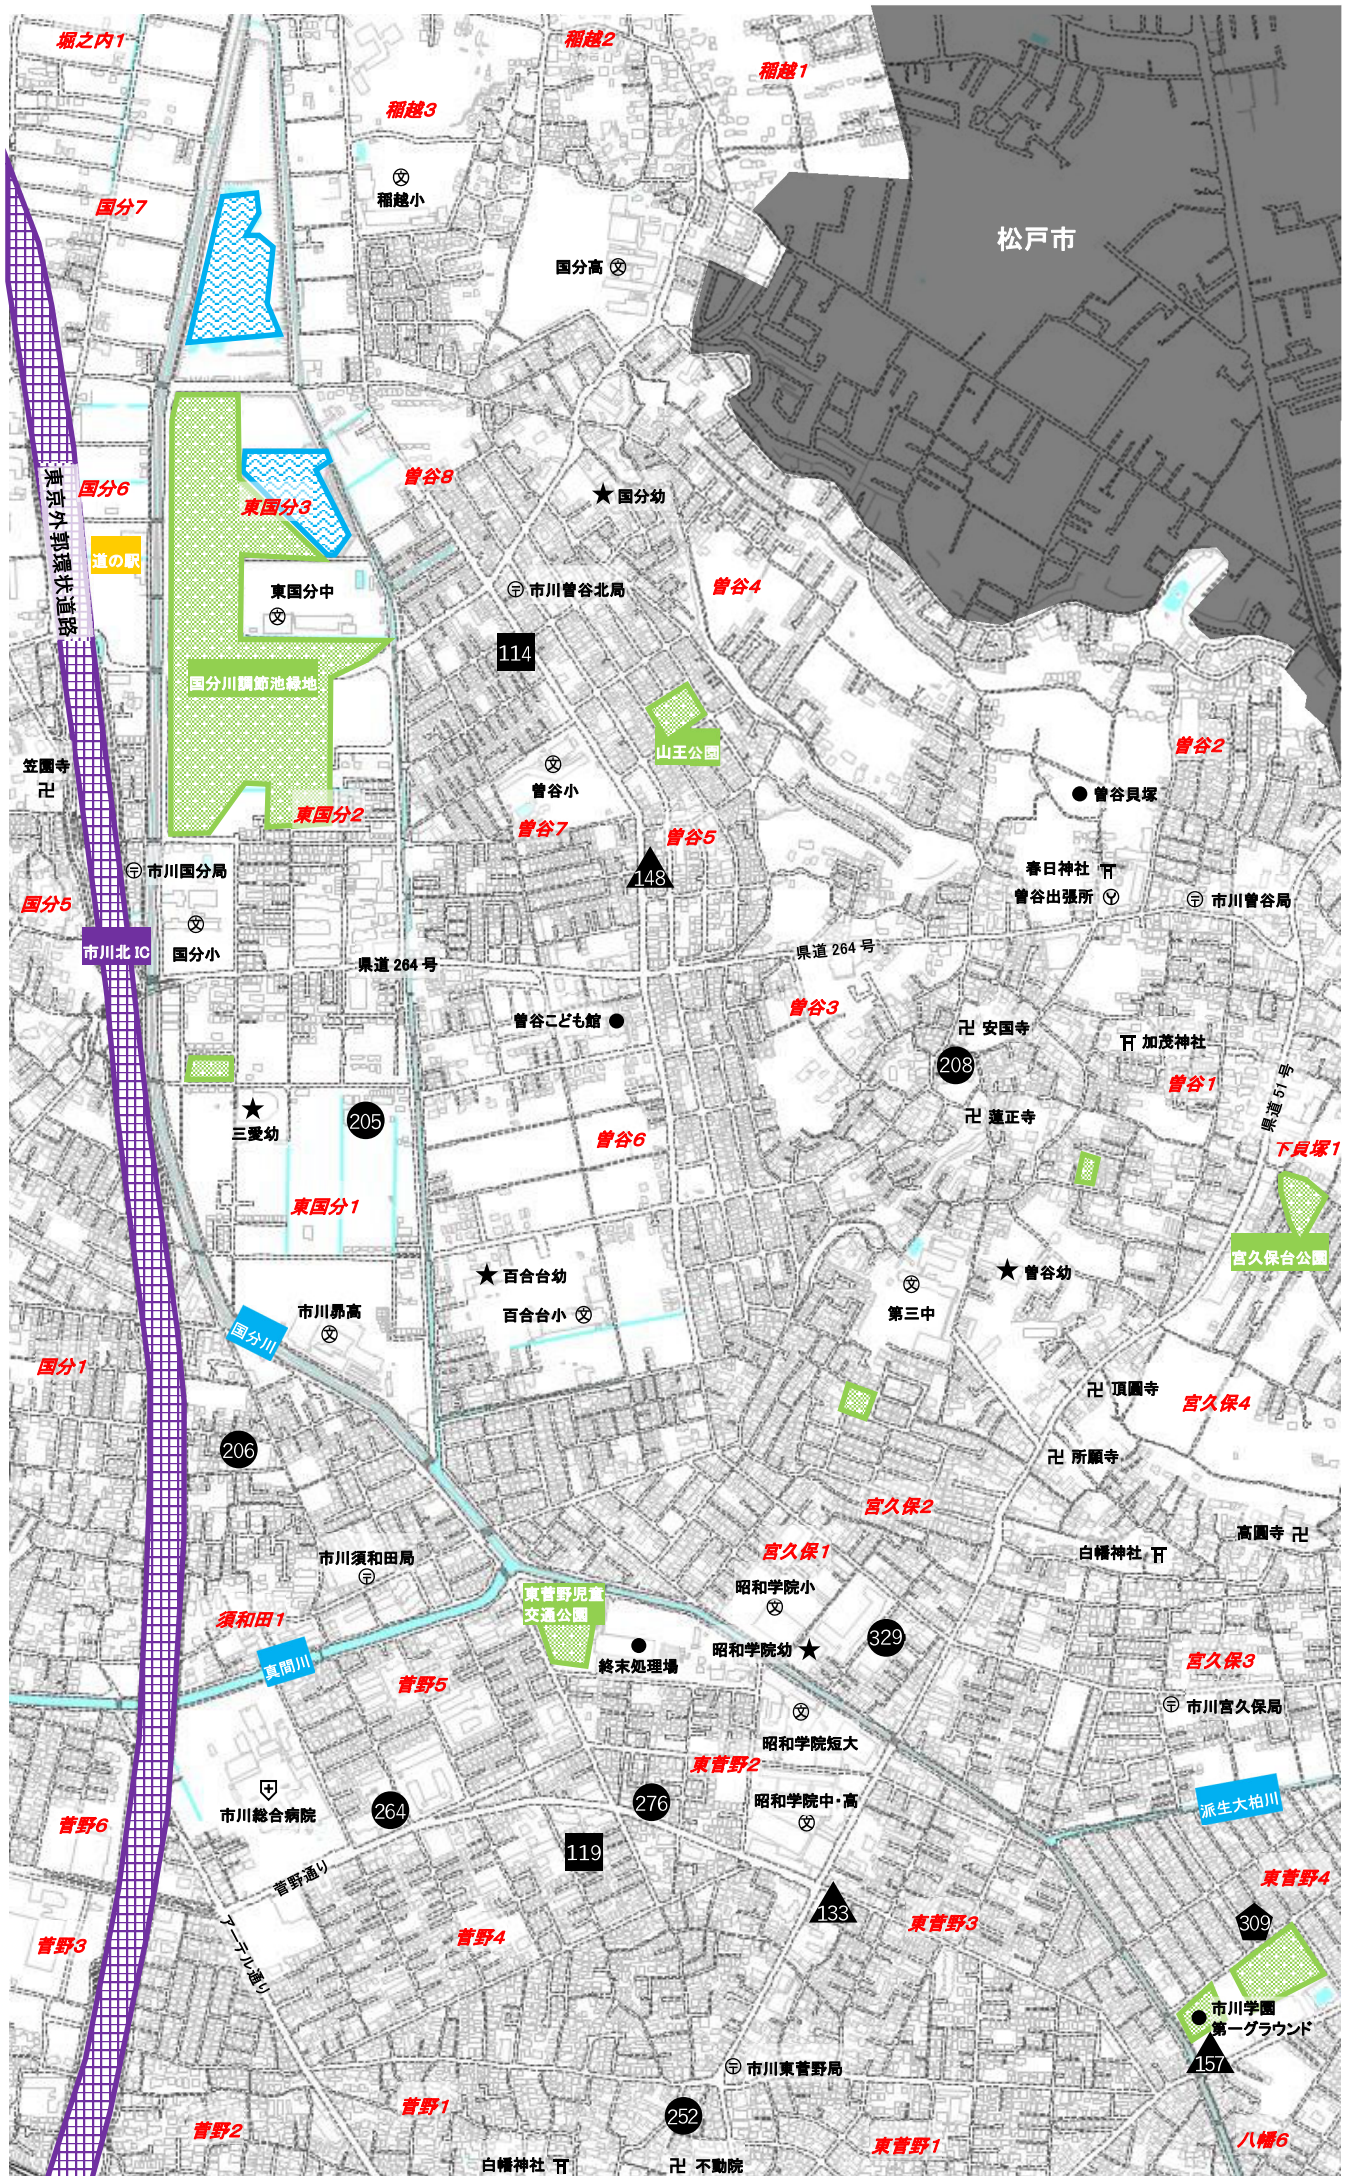 堀之内1
稲越2
稲越1
稲越3
稲越小
国分7
松戸市
国分高
曽谷8
国分6
東国分3
国分幼
東京外郭環状道路
道の駅
東国分中
市川曽谷北局
曽谷4
114
国分川調節池緑地
山王公園
曽谷2
笠圓寺
曽谷小
曽谷貝塚
東国分2
曽谷7
曽谷5
148
市川国分局
春日神社
曽谷出張所
市川曽谷局
国分5
国分小
市川北IC
県道264号
県道264号
曽谷3
曽谷こども館
安国寺
加茂神社
208
曽谷1
県道51号
三愛幼
205
蓮正寺
曽谷6
下貝塚1
東国分1
宮久保台公園
百合台幼
曽谷幼
市川昴高
百合台小
第三中
国分川
国分1
頂圓寺
宮久保4
206
所願寺
宮久保2
高圓寺
市川須和田局
宮久保1
白幡神社
東菅野児童
交通公園
昭和学院小
須和田1
329
昭和学院幼
真間川
終末処理場
宮久保3
菅野5
市川宮久保局
昭和学院短大
東菅野2
市川総合病院
264
276
昭和学院中・高
派生大柏川
菅野6
119
菅野通り
東菅野4
133
東菅野3
309
菅野3
菅野4
アーデル通り
市川学園
第一グラウンド
157
市川東菅野局
菅野1
252
菅野2
東菅野1
八幡6
白幡神社
不動院